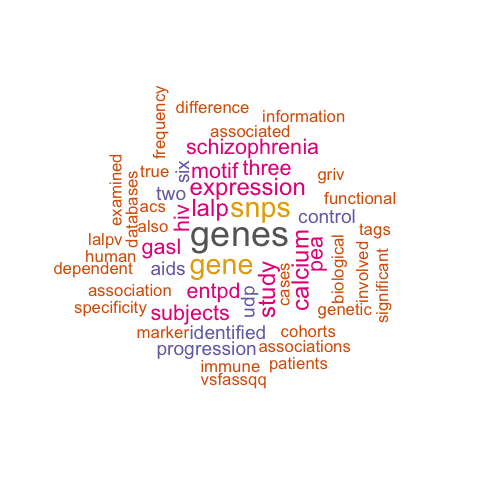 frequency
difference
information
associated
schizophrenia
examined
databases
true
six
motif
three
griv
two
expression
functional
acs
hiv
lalp
snps
control
also
genes
tags
lalpv
gasl
calcium
pea
biological
involved
significant
human
dependent
aids
gene
study
cases
association
entpd
udp
specificity
subjects
genetic
marker
identified
cohorts
progression
associations
immune
patients
vsfassqq